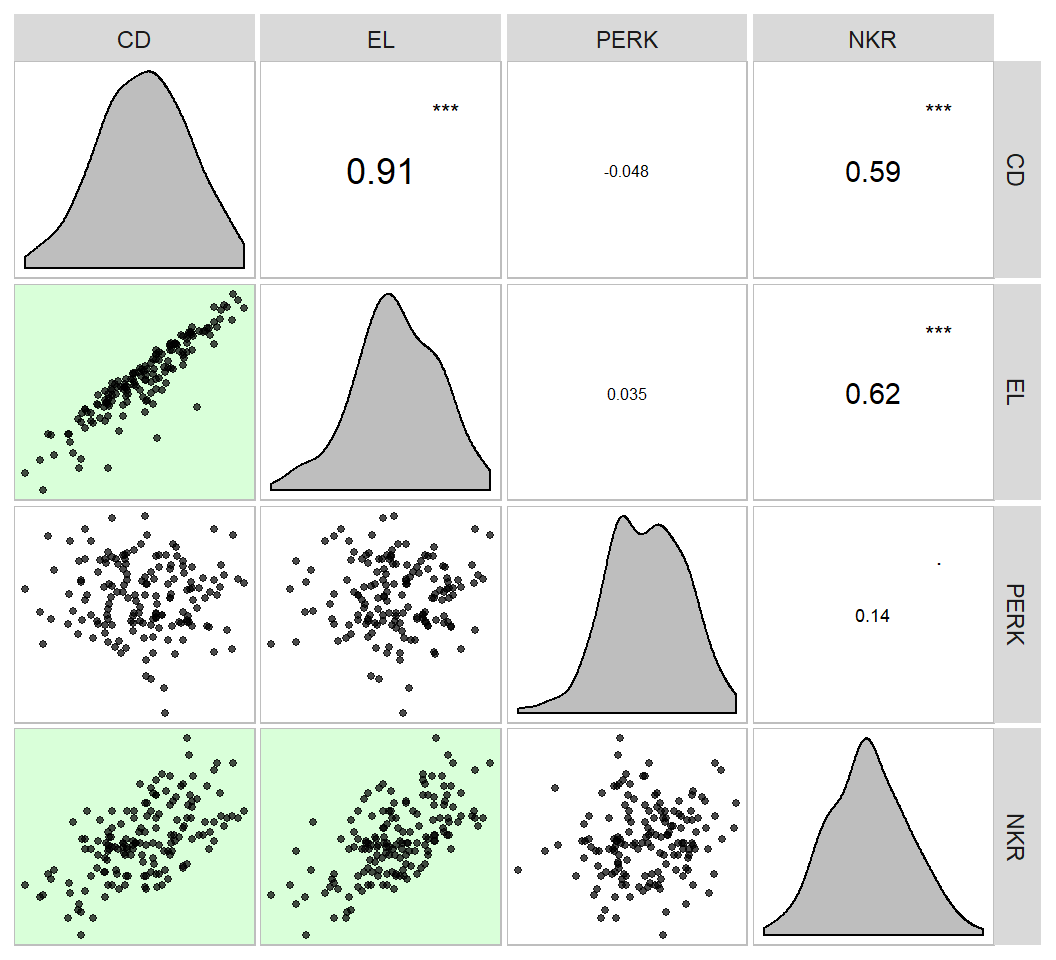 CD EL PERK NKR
*** ***
0.91 -0.048 0.59 CD
***
0.035 0.62 EL
.
0.14 PERK
NKR